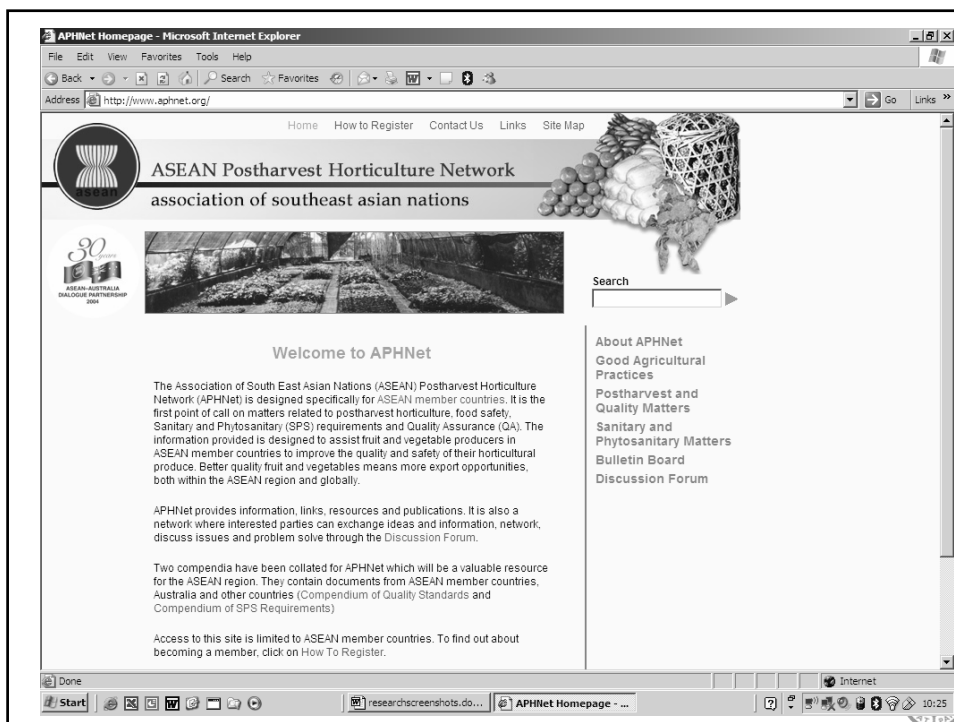 APHNet Homepage - Microsoft Internet Explorer
File Edit View Favorites Tools Help
Back Search Favorites
Address http://www.aphnet.org/ Go Links »
Home How to Register Contact Us Links Site Map
asean
ASEAN Postharvest Horticulture Network
association of southeast asian nations
30 years
ASEAN-AUSTRALIA
DIALOGUE PARTNERSHIP
2004
Search
Welcome to APHNet
The Association of South East Asian Nations (ASEAN) Postharvest Horticulture
Network (APHNet) is designed specifically for ASEAN member countries. It is the
first point of call on matters related to postharvest horticulture, food safety,
Sanitary and Phytosanitary (SPS) requirements and Quality Assurance (QA). The
information provided is designed to assist fruit and vegetable producers in
ASEAN member countries to improve the quality and safety of their horticultural
produce. Better quality fruit and vegetables means more export opportunities,
both within the ASEAN region and globally.
APHNet provides information, links, resources and publications. It is also a
network where interested parties can exchange ideas and information, network,
discuss issues and problem solve through the Discussion Forum.
Two compendia have been collated for APHNet which will be a valuable resource
for the ASEAN region. They contain documents from ASEAN member countries,
Australia and other countries (Compendium of Quality Standards and
Compendium of SPS Requirements)
Access to this site is limited to ASEAN member countries. To find out about
becoming a member, click on How To Register.
About APHNet
Good Agricultural
Practices
Postharvest and
Quality Matters
Sanitary and
Phytosanitary Matters
Bulletin Board
Discussion Forum
Done Internet
Start researchscreenshots.do... APHNet Homepage - ... 10:25